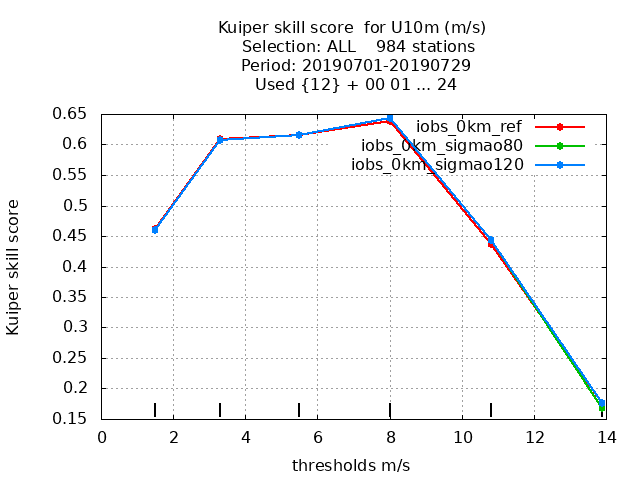 Kuiper skill score  for U10m (m/s)
Selection: ALL    984 stations
Period: 20190701-20190729
Used {12} + 00 01 ... 24
iobs_0km_ref
iobs_0km_sigmao80
iobs_0km_sigmao120
Kuiper skill score
0.65
0.6
0.55
0.5
0.45
0.4
0.35
0.3
0.25
0.2
0.15
0 2 4 6 8 10 12 14
thresholds m/s